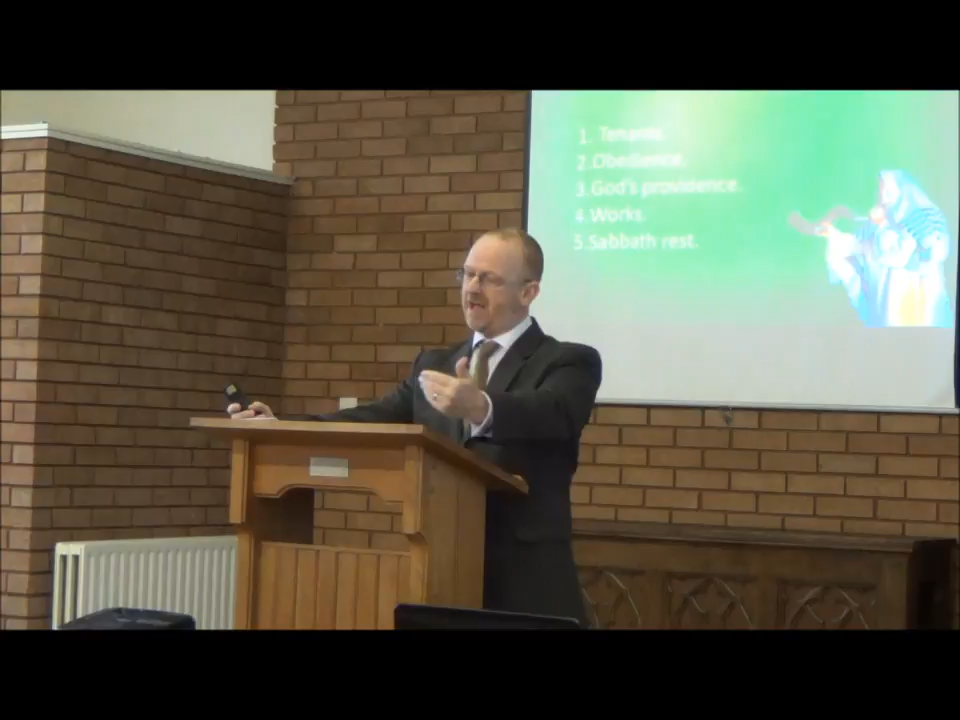 1. Tenants.
2.Obedience.
3.God's providence.
4.Works.
5.Sabbath rest.